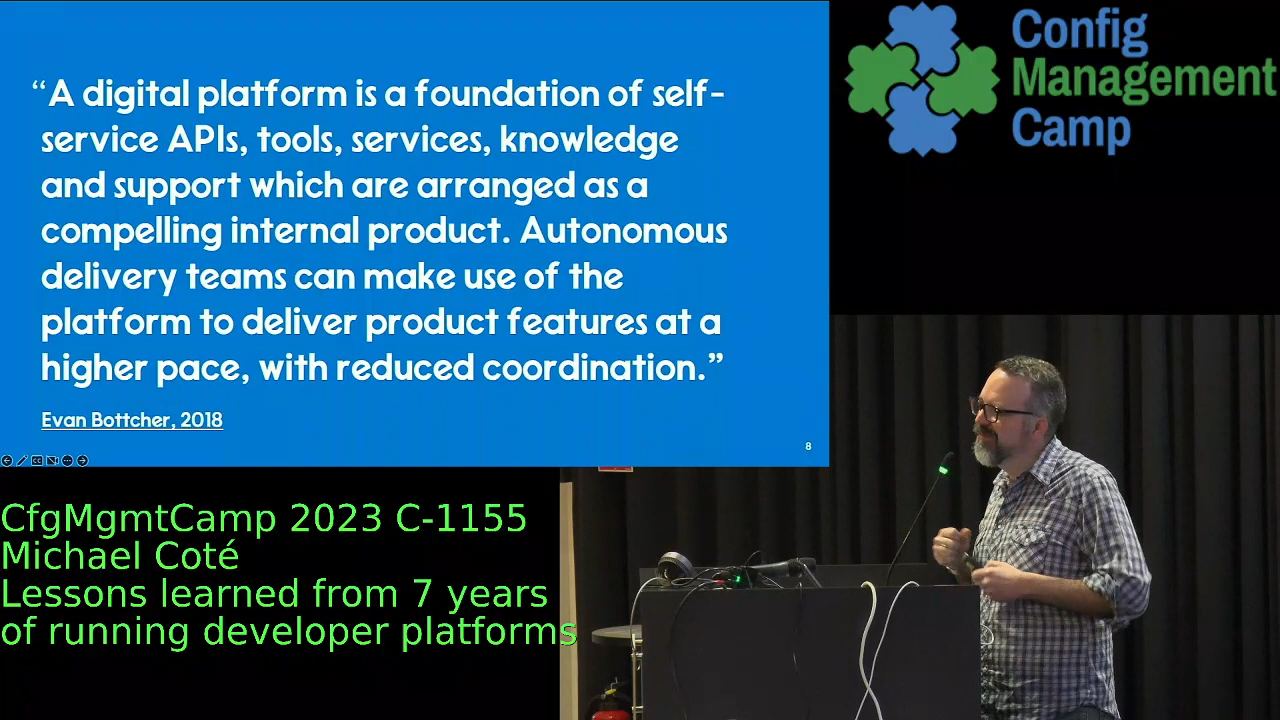 “A digital platform is a foundation of self-
service APIs, tools, services, knowledge
and support which are arranged as a
compelling internal product. Autonomous
delivery teams can make use of the
platform to deliver product features at a
higher pace, with reduced coordination.”
Evan Bottcher, 2018
8
Config
Management
Camp
CfgMgmtCamp 2023 C-1155
Michael Coté
Lessons learned from 7 years
of running developer platforms